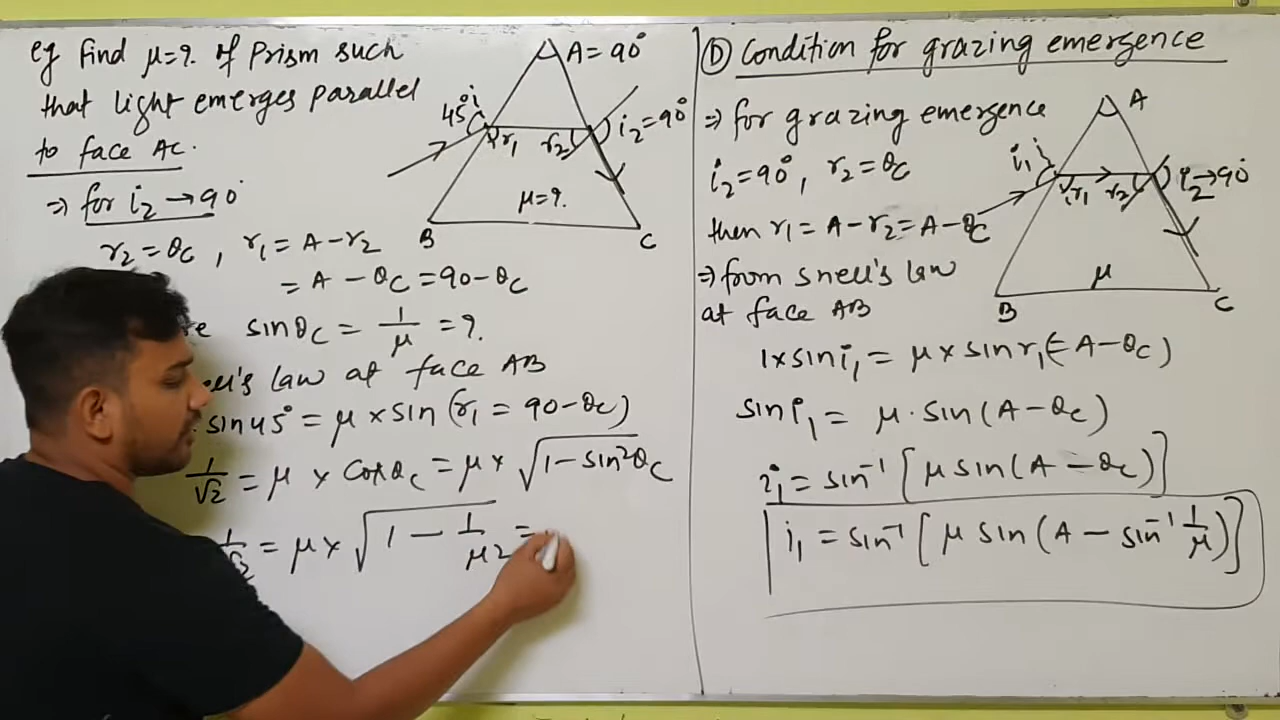 eg find μ=?. of Prism such
that light emerges parallel
to face AC.
⇒ for i₂ → 90°
r₂ = θc , r₁ = A - r₂
= A - θc = 90 - θc
sinθc = 1/μ = ?.
law at face AB
sin45° = μ × sin (r₁ = 90 - θc)
1/√2 = μ × cosθc = μ × √(1 - sin²θc
= μ × √(1 - 1/μ2 =
A = 90°
45° i
r₁ r₂ i₂ = 90°
μ = ?.
B C
D) Condition for grazing emergence
⇒ for grazing emergence
i₂ = 90°, r₂ = θc
then r₁ = A - r₂ = A - θc
⇒ from snell's law
at face AB
1 × sin i₁ = μ × sin r₁ (= A - θc)
sin i₁ = μ . sin (A - θc)
i₁ = sin⁻¹ [μ sin (A - θc)]
i₁ = sin⁻¹ [μ sin (A - sin⁻¹ 1/μ)]
A
i₁ r₁ r₂ i₂ → 90°
μ
B C